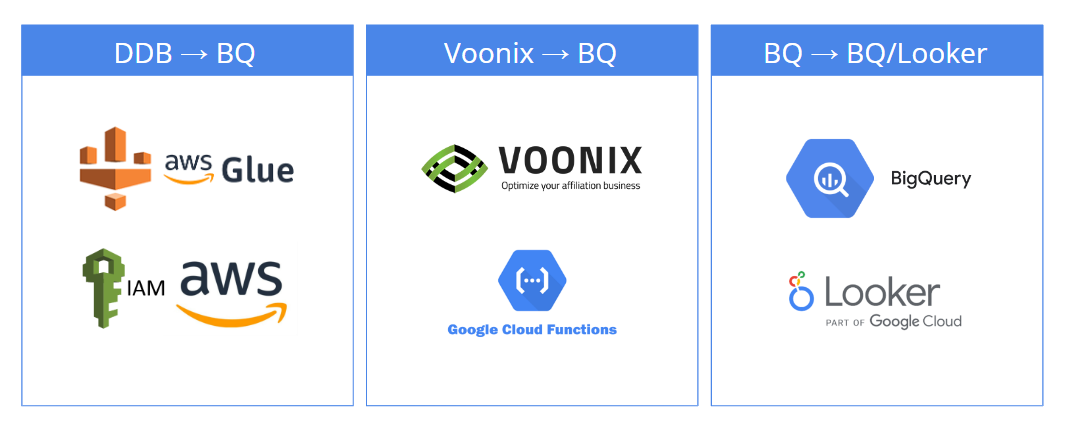 DDB → BQ
aws Glue
IAM aws
Voonix → BQ
VOONIX
Optimize your affiliation business
Google Cloud Functions
BQ → BQ/Looker
BigQuery
Looker
PART OF Google Cloud